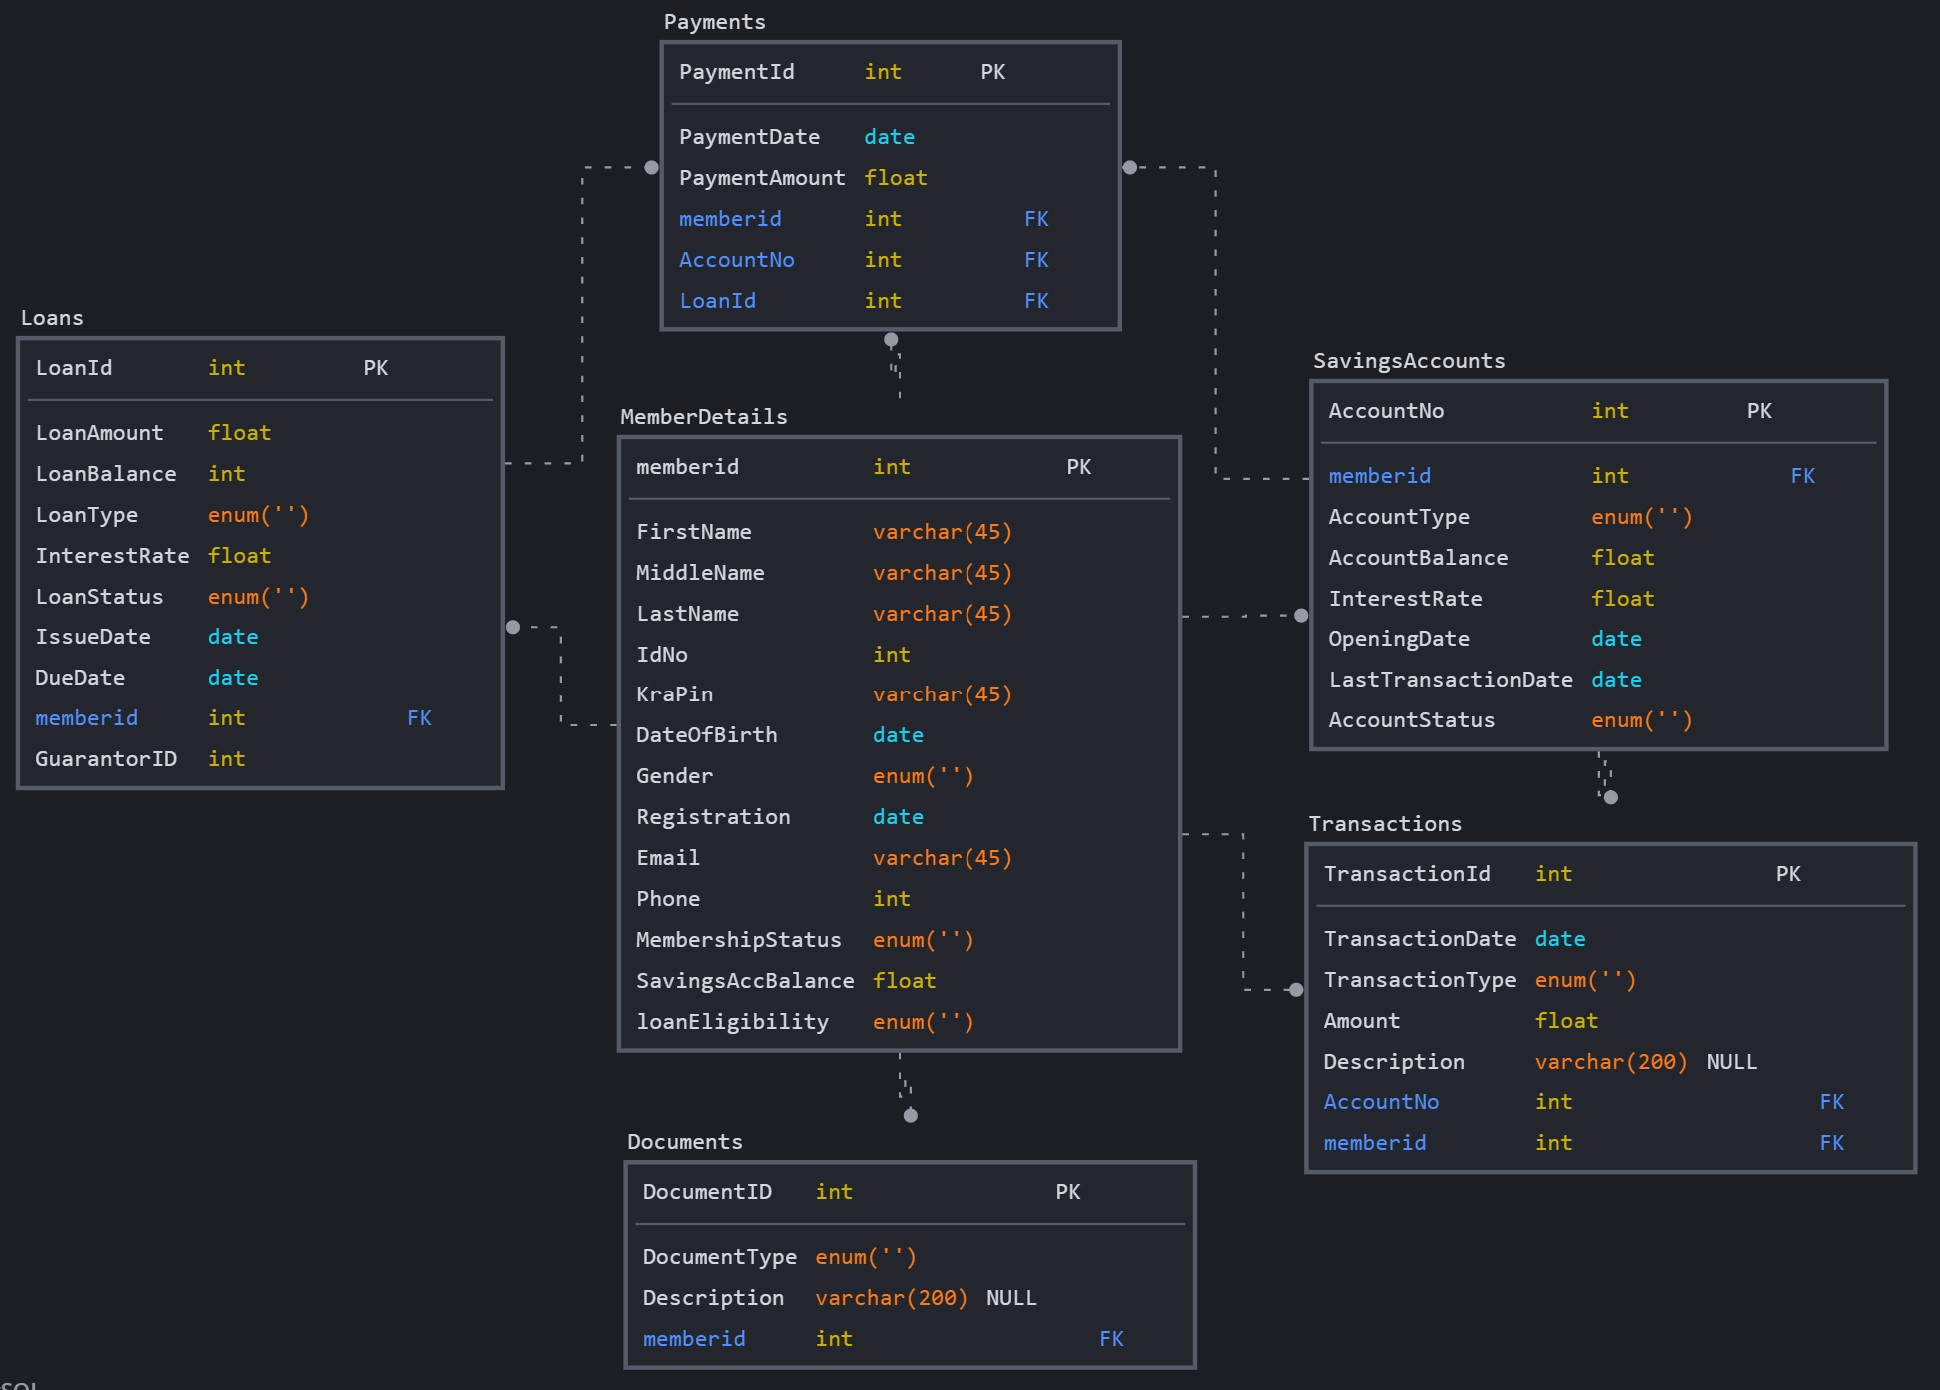 Payments
PaymentId int PK
PaymentDate date
PaymentAmount float
memberid int FK
AccountNo int FK
LoanId int FK
Loans
LoanId int PK
LoanAmount float
LoanBalance int
LoanType enum('')
InterestRate float
LoanStatus enum('')
IssueDate date
DueDate date
memberid int FK
GuarantorID int
MemberDetails
memberid int PK
FirstName varchar(45)
MiddleName varchar(45)
LastName varchar(45)
IdNo int
KraPin varchar(45)
DateOfBirth date
Gender enum('')
Registration date
Email varchar(45)
Phone int
MembershipStatus enum('')
SavingsAccBalance float
loanEligibility enum('')
SavingsAccounts
AccountNo int PK
memberid int FK
AccountType enum('')
AccountBalance float
InterestRate float
OpeningDate date
LastTransactionDate date
AccountStatus enum('')
Transactions
TransactionId int PK
TransactionDate date
TransactionType enum('')
Amount float
Description varchar(200) NULL
AccountNo int FK
memberid int FK
Documents
DocumentID int PK
DocumentType enum('')
Description varchar(200) NULL
memberid int FK